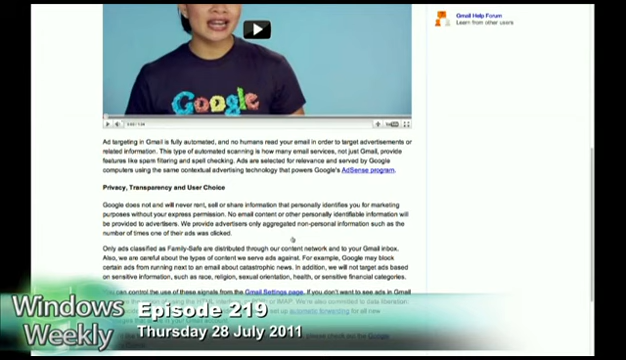 Gmail Help Forum
Learn from other users
Google
Ad targeting in Gmail is fully automated, and no humans read your email in order to target advertisements or
related information. This type of automated scanning is how many email services, not just Gmail, provide
features like spam filtering and spell checking. Ads are selected for relevance and served by Google
computers using the same contextual advertising technology that powers Google's AdSense program.
Privacy, Transparency and User Choice
Google does not and will never rent, sell or share information that personally identifies you for marketing
purposes without your express permission. No email content or other personally identifiable information will
be provided to advertisers. We provide advertisers only aggregated non-personal information such as the
number of times one of their ads was clicked.
Only ads classified as Family-Safe are distributed through our content network and to your Gmail inbox.
Also, we are careful about the types of content we serve ads against. For example, Google may block
certain ads from running next to an email about catastrophic news. In addition, we will not target ads based
on sensitive information, such as race, religion, sexual orientation, health, or sensitive financial categories.
can control the use of these signals from the Gmail Settings page. If you don't want to see ads in Gmail
automatic forwarding for all new
Windows
Weekly
Episode 219
Thursday 28 July 2011